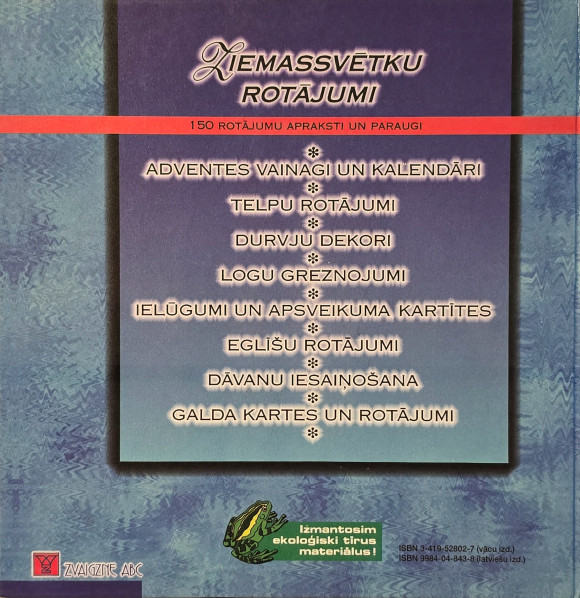 ZIEMASSVĒTKU
ROTĀJUMI
150 ROTĀJUMU APRAKSTI UN PARAUGI
ADVENTES VAINAGI UN KALENDĀRI
TELPU ROTĀJUMI
DURVJU DEKORI
LOGU GREZNOJUMI
IELŪGUMI UN APSVEIKUMA KARTĪTES
EGLĪŠU ROTĀJUMI
DĀVANU IESAIŅOŠANA
GALDA KARTES UN ROTĀJUMI
Izmantosim
ekoloģiski tīrus
materiālus!
ISBN 3-419-52802-7 (vācu izd.)
ISBN 9984-04-843-8 (latviešu izd.)
ZVAIGZNE ABC